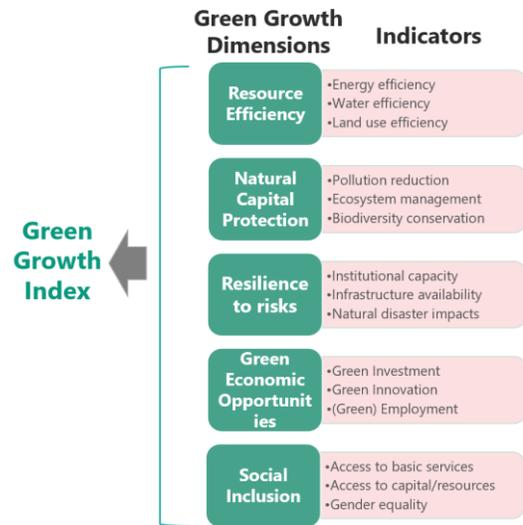 Green Growth
Dimensions
Indicators
Green
Growth
Index
Resource
Efficiency
•Energy efficiency
•Water efficiency
•Land use efficiency
Natural
Capital
Protection
•Pollution reduction
•Ecosystem management
•Biodiversity conservation
Resilience
to risks
•Institutional capacity
•Infrastructure availability
•Natural disaster impacts
Green
Economic
Opportunit
ies
•Green Investment
•Green Innovation
•(Green) Employment
Social
Inclusion
•Access to basic services
•Access to capital/resources
•Gender equality